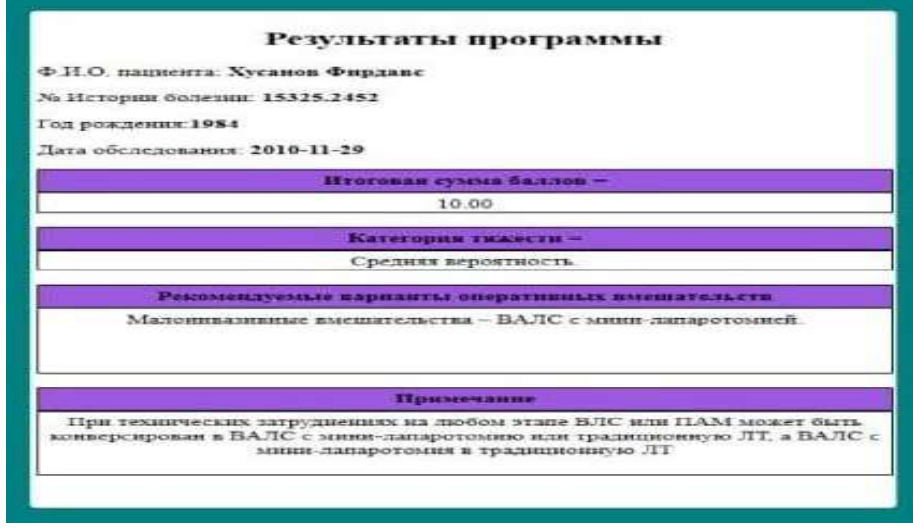 Результаты программы
Ф.И.О. пациента: Хусанов Фирдавс
№ Истории болезни: 15325.2452
Год рождения:1984
Дата обследования: 2010-11-29
Итоговая сумма баллов –
10.00
Категория тяжести –
Средняя вероятность.
Рекомендуемые варианты оперативных вмешательств
Малоинвазивные вмешательства – ВАЛС с мини-лапаротомией.
Примечание
При технических затруднениях на любом этапе ВЛС или ПАМ может быть
конверсирован в ВАЛС с мини-лапаротомию или традиционную ЛТ, а ВАЛС с
мини-лапаротомия в традиционную ЛТ